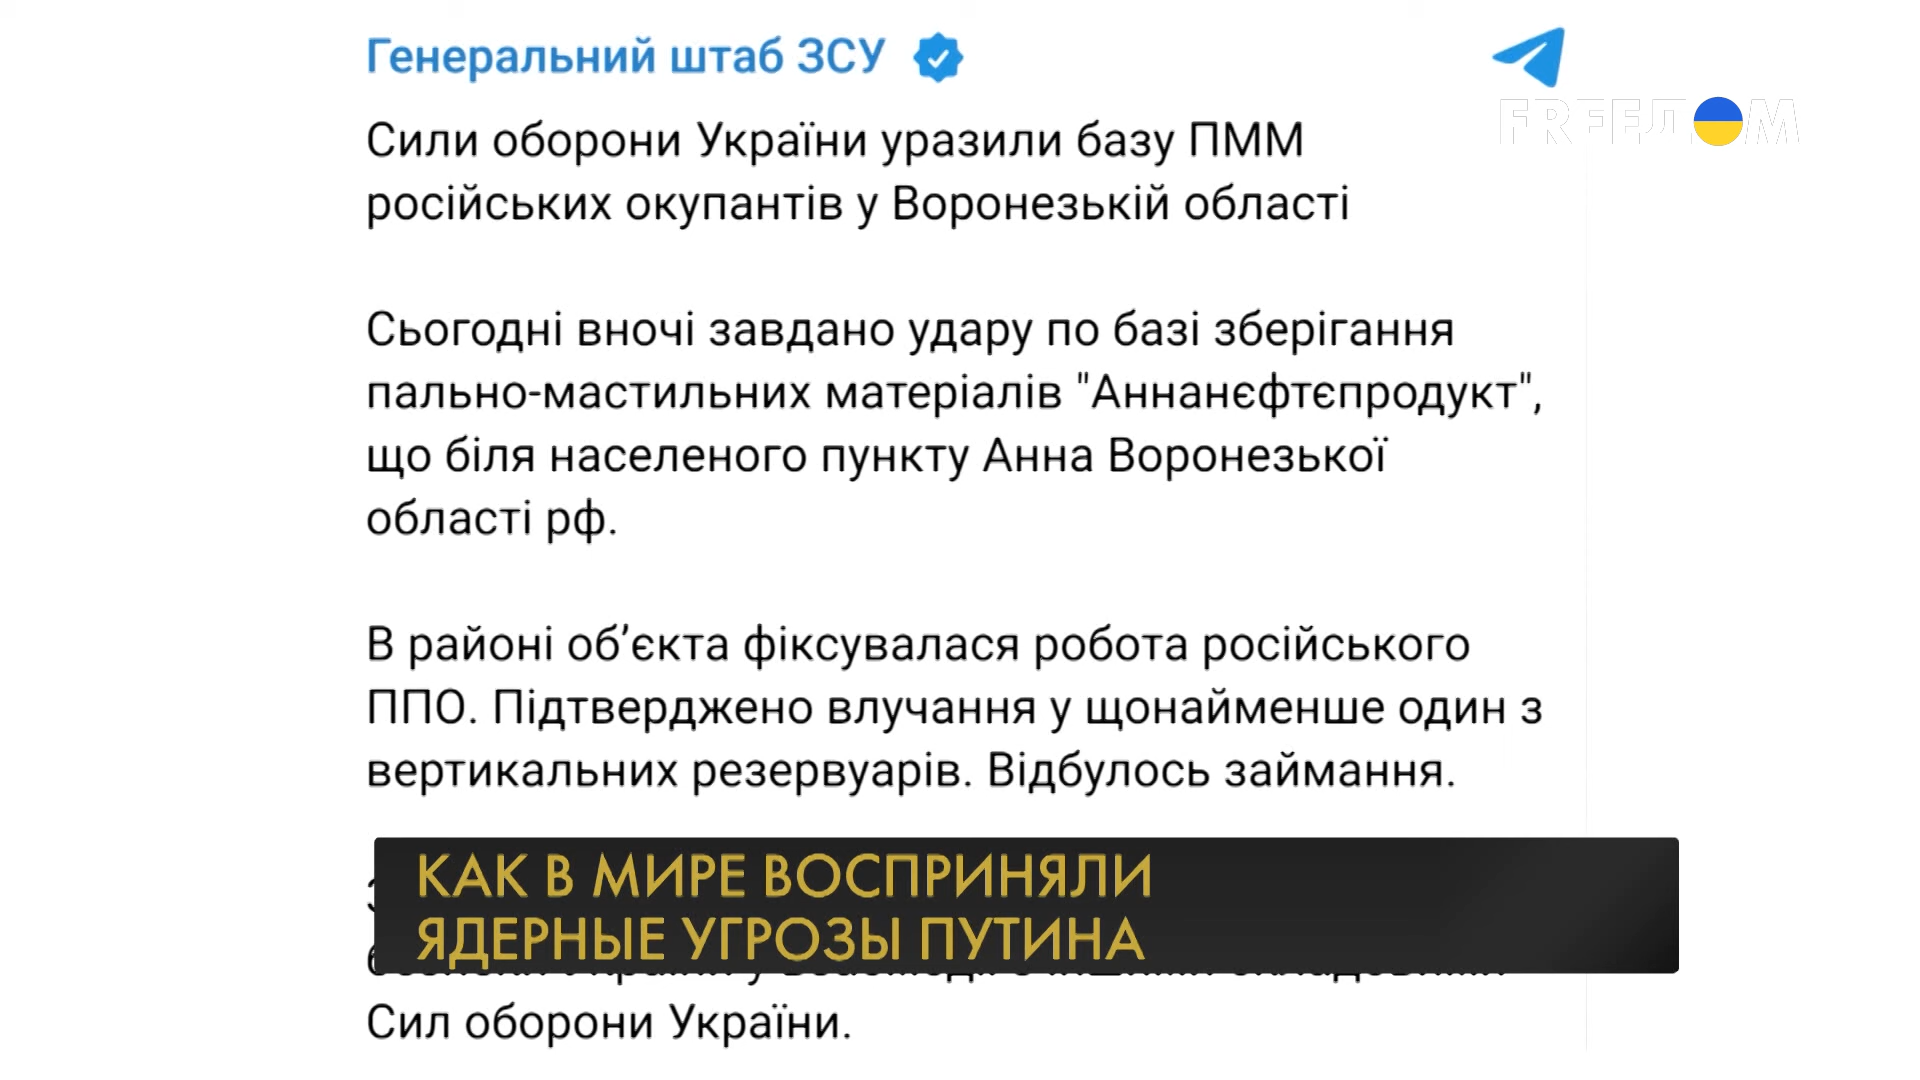 Генеральний штаб ЗСУ
FREEДOM
Сили оборони України уразили базу ПММ
російських окупантів у Воронезькій області
Сьогодні вночі завдано удару по базі зберігання
пально-мастильних матеріалів "Аннанєфтєпродукт",
що біля населеного пункту Анна Воронезької
області рф.
В районі об’єкта фіксувалася робота російського
ППО. Підтверджено влучання у щонайменше один з
вертикальних резервуарів. Відбулось займання.
КАК В МИРЕ ВОСПРИНЯЛИ
ЯДЕРНЫЕ УГРОЗЫ ПУТИНА
Сил оборони України.